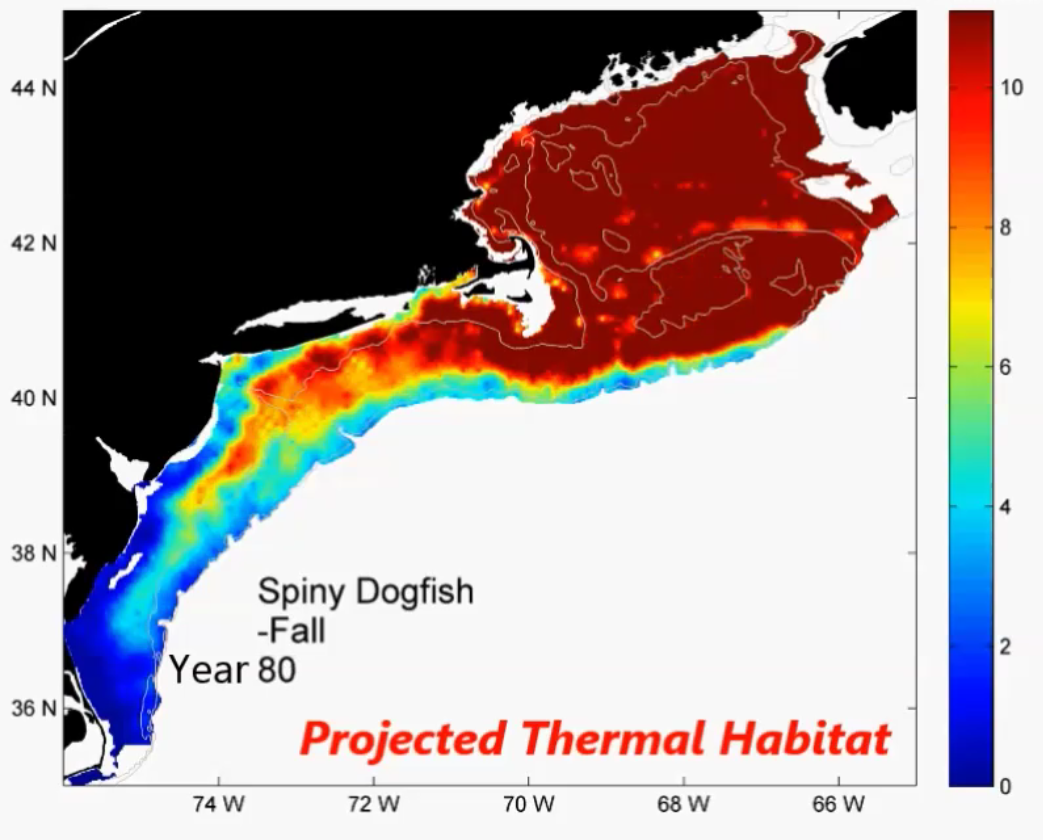 44 N
42 N
40 N
38 N
36 N
74 W
72 W
70 W
68 W
66 W
10
8
6
4
2
0
Spiny Dogfish
-Fall
Year 80
Projected Thermal Habitat